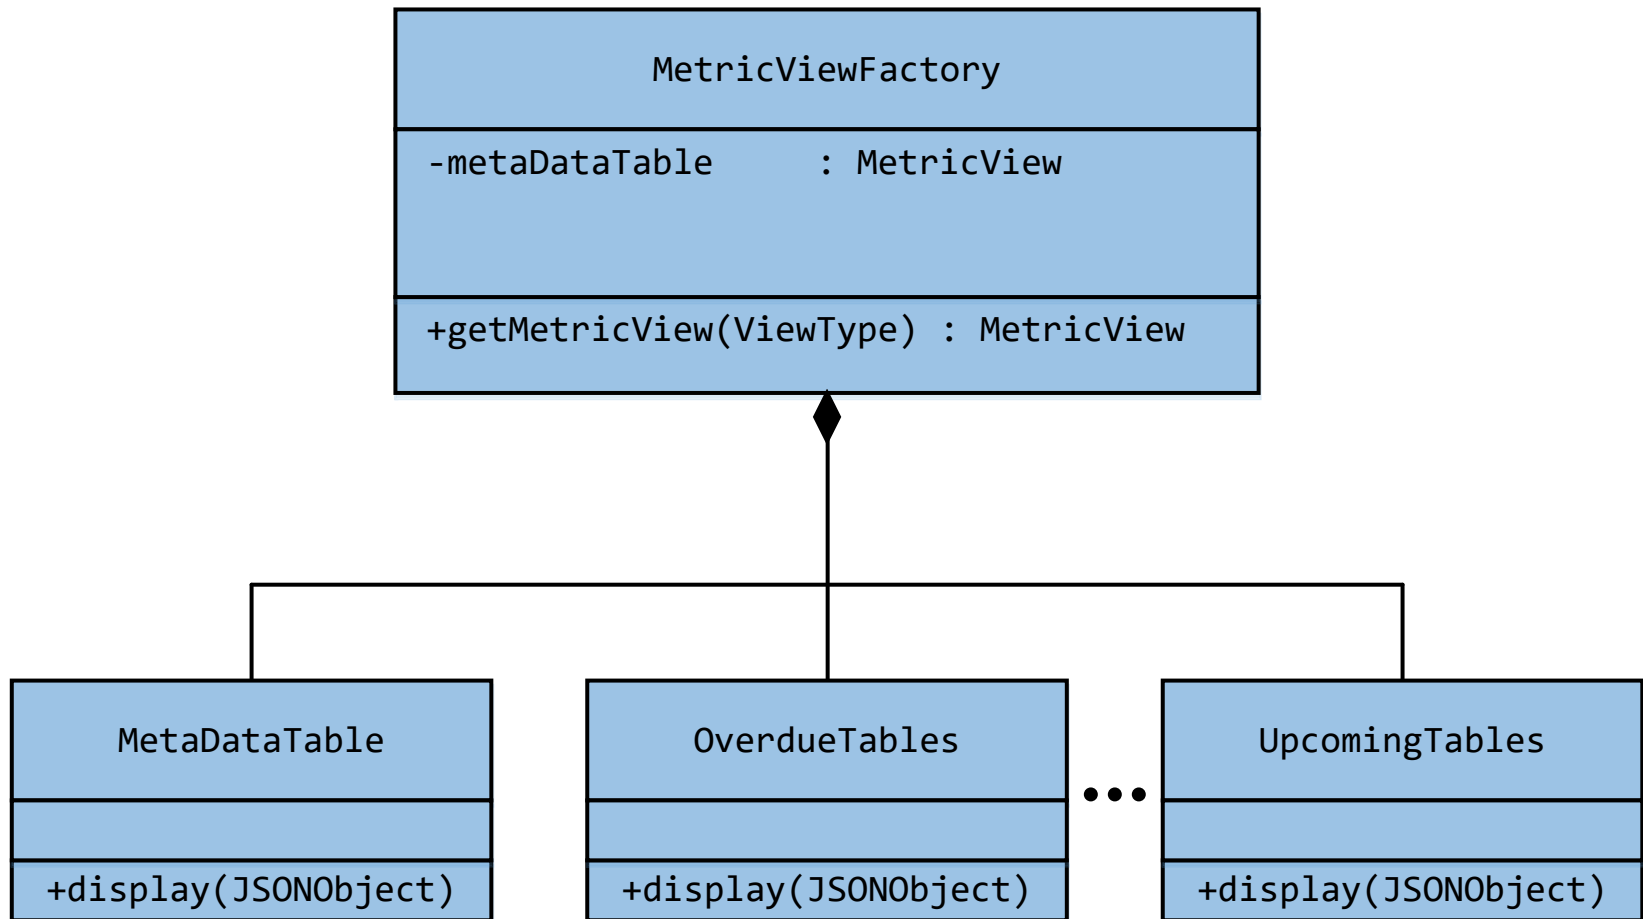 MetricViewFactory
-metaDataTable : MetricView
+getMetricView(ViewType) : MetricView
MetaDataTable
OverdueTables
UpcomingTables
...
+display(JSONObject)
+display(JSONObject)
+display(JSONObject)